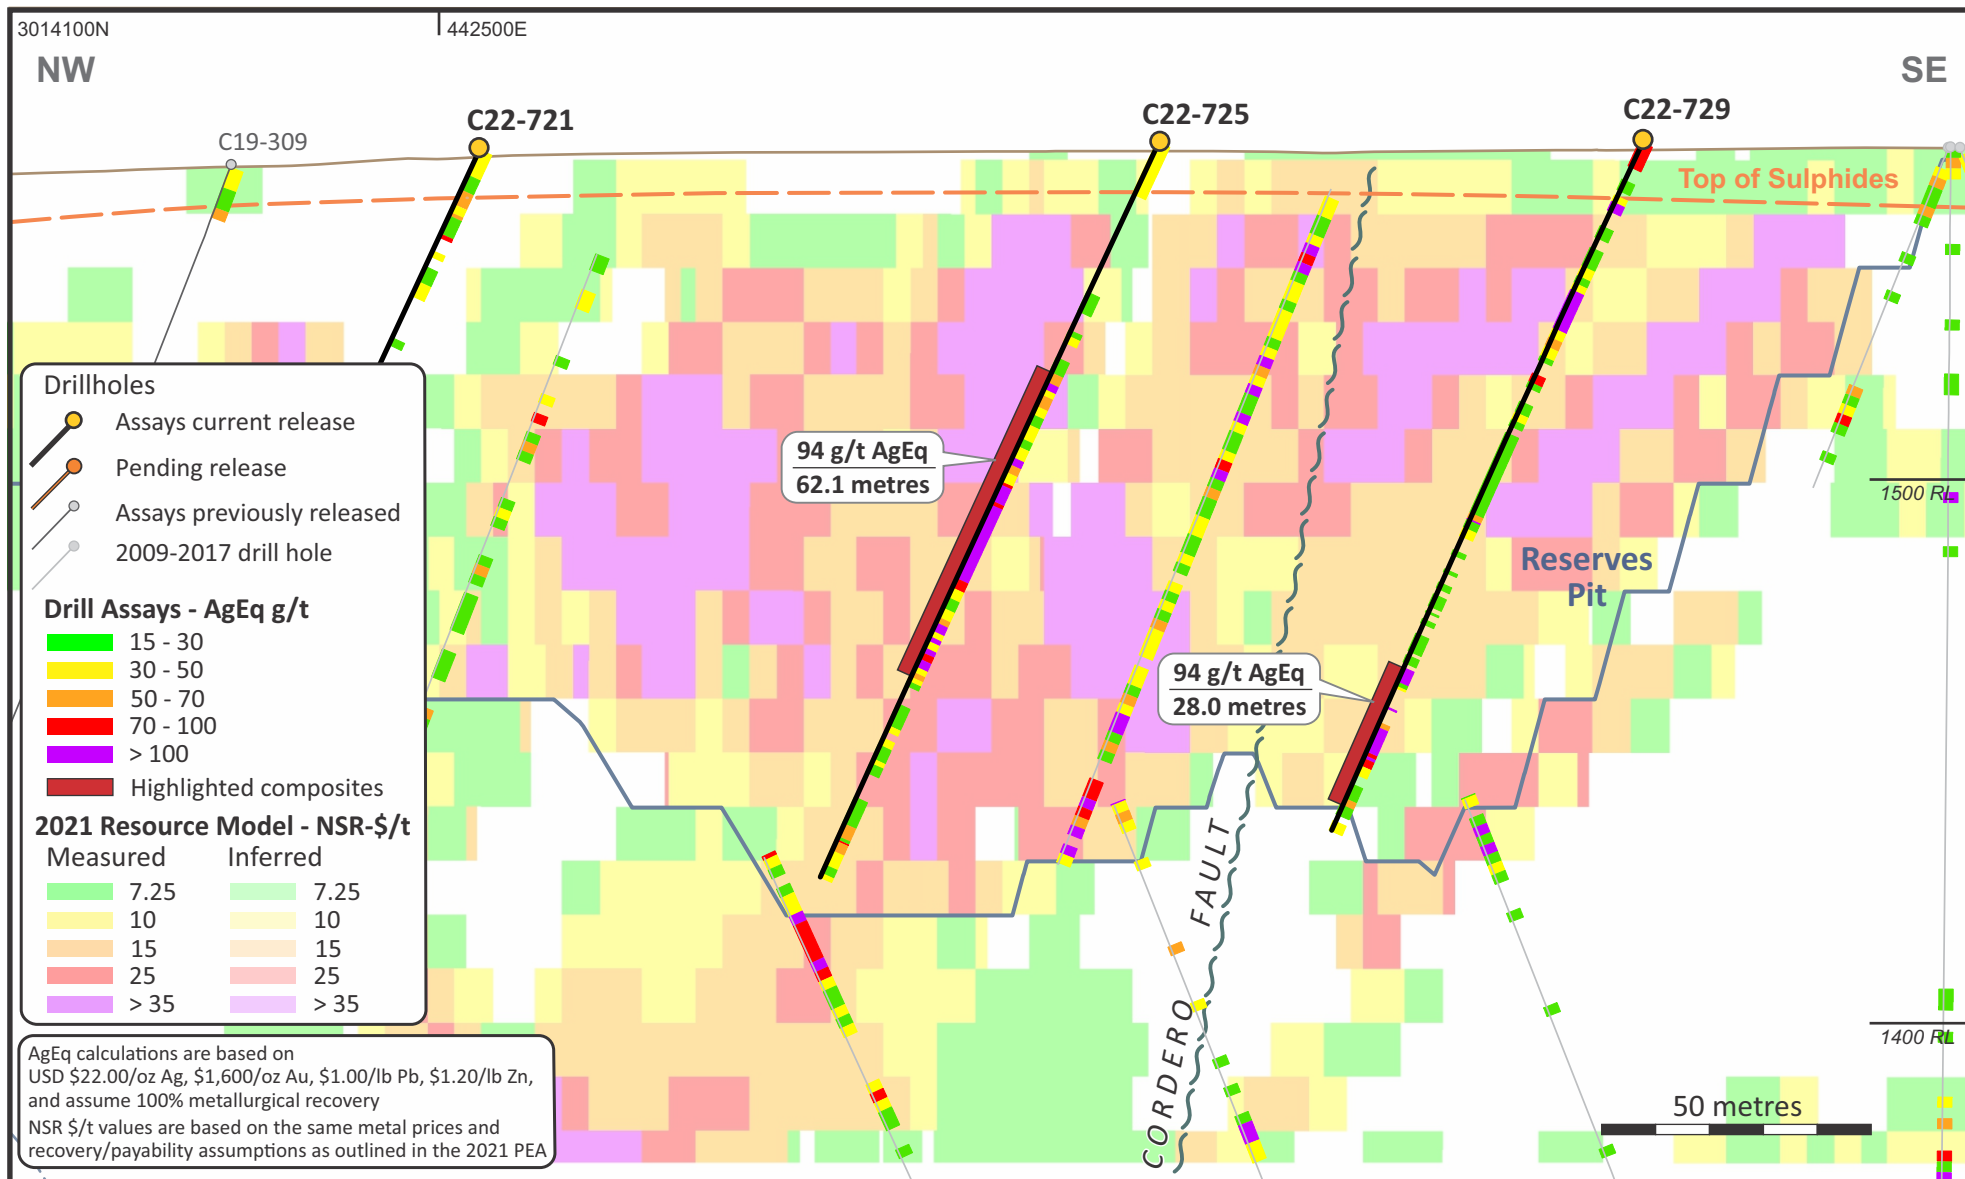 3014100N
442500E
NW
SE
C19-309
C22-721
C22-725
C22-729
Top of Sulphides
94 g/t AgEq
62.1 metres
94 g/t AgEq
28.0 metres
Reserves
Pit
1500 RL
1400 RL
CORDERO FAULT
50 metres
Drillholes
Assays current release
Pending release
Assays previously released
2009-2017 drill hole
Drill Assays - AgEq g/t
15 - 30
30 - 50
50 - 70
70 - 100
> 100
Highlighted composites
2021 Resource Model - NSR-$/t
Measured Inferred
7.25 7.25
10 10
15 15
25 25
> 35 > 35
AgEq calculations are based on
USD $22.00/oz Ag, $1,600/oz Au, $1.00/lb Pb, $1.20/lb Zn,
and assume 100% metallurgical recovery
NSR $/t values are based on the same metal prices and
recovery/payability assumptions as outlined in the 2021 PEA